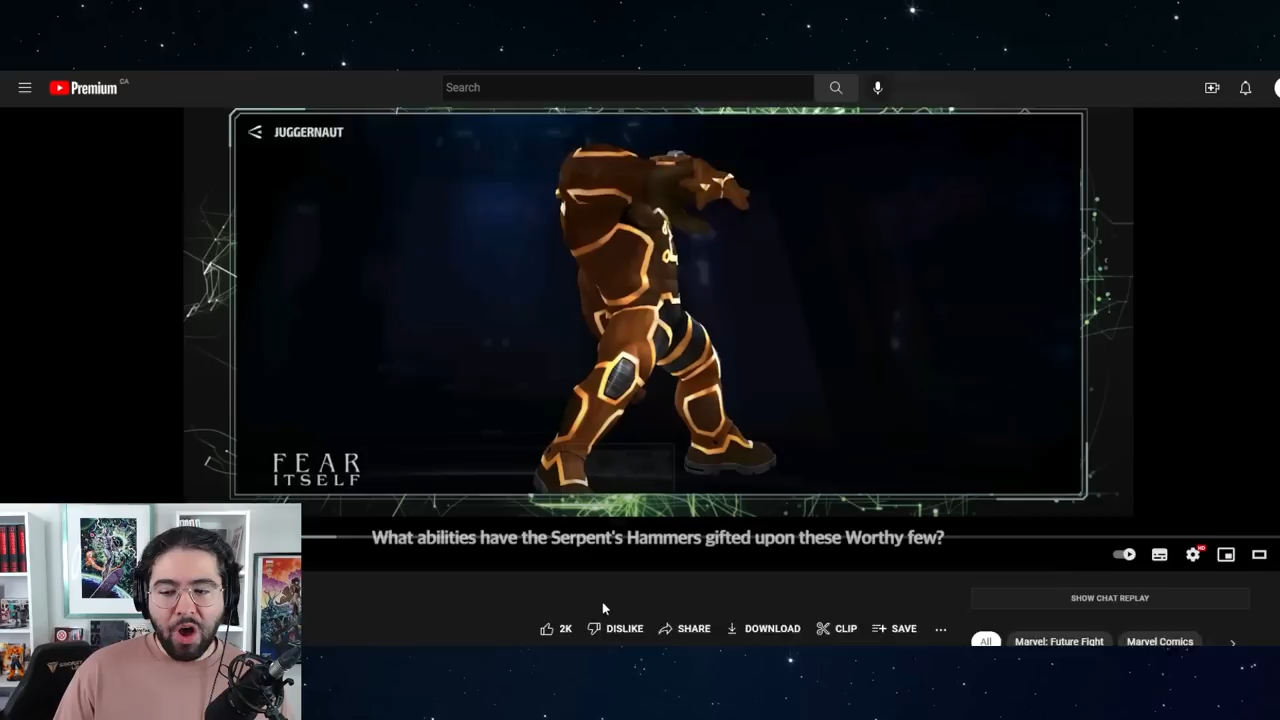 Premium CA
Search
JUGGERNAUT
FEAR
ITSELF
What abilities have the Serpent's Hammers gifted upon these Worthy few?
SHOW CHAT REPLAY
2K DISLIKE SHARE DOWNLOAD CLIP SAVE
All Marvel: Future Fight Marvel Comics